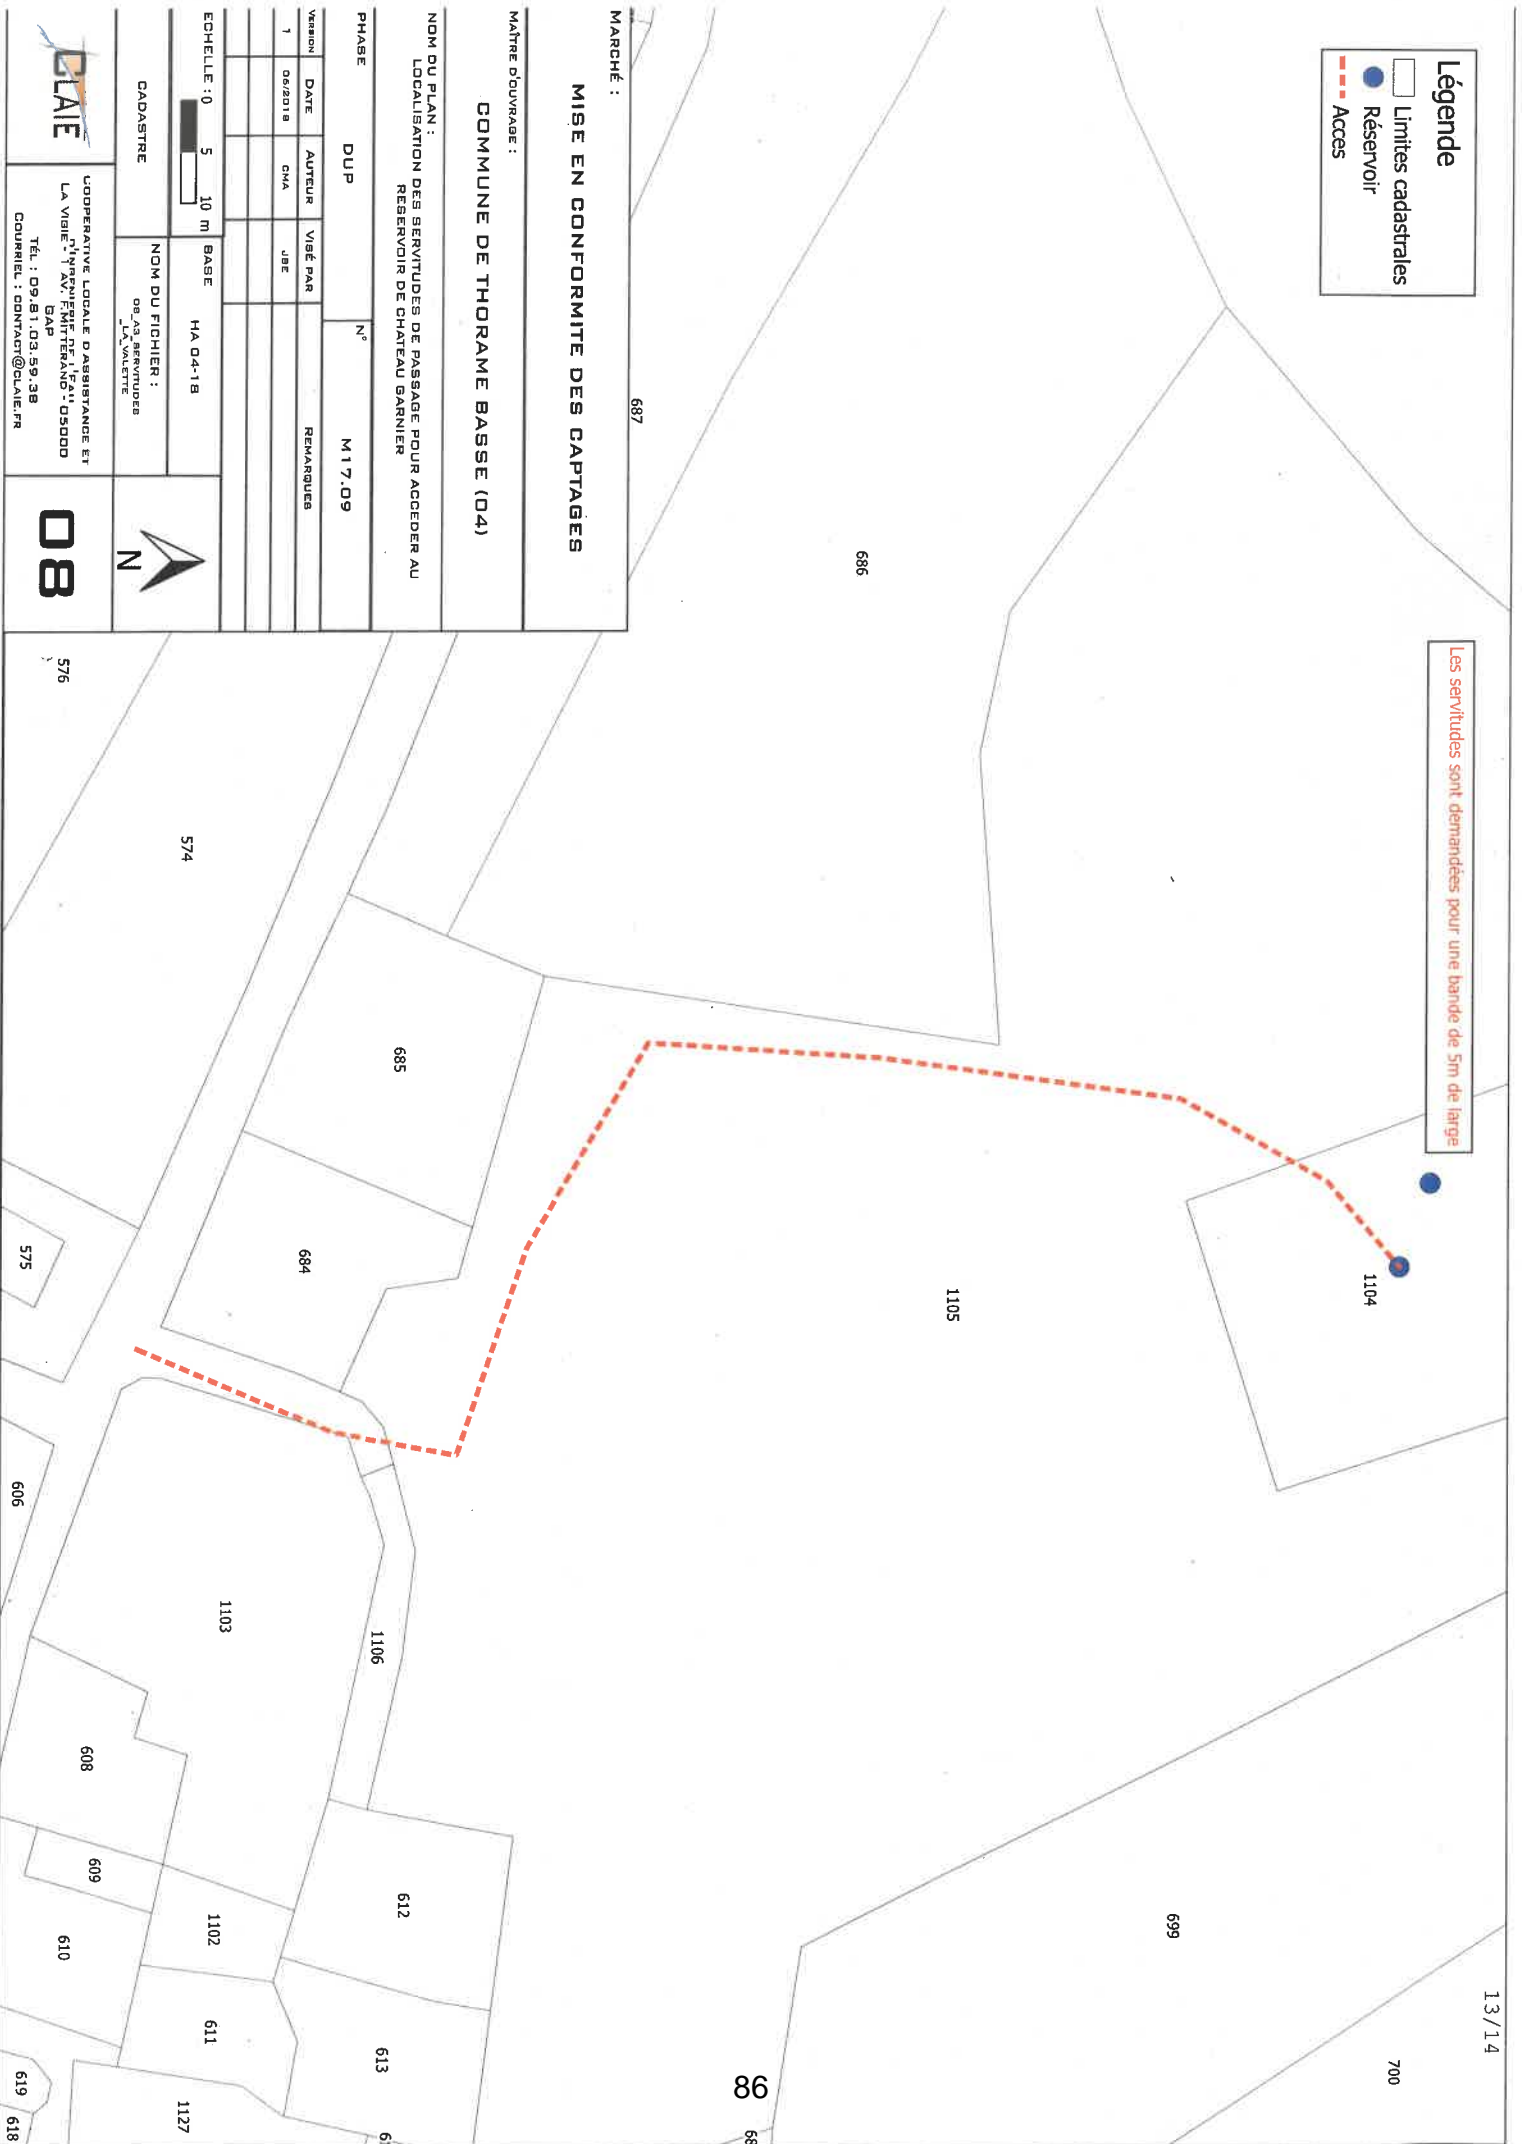 Légende
Limites cadastrales
Réservoir
Acces
Les servitudes sont demandées pour une bande de 5m de large
13/14
700
699
1104
1105
686
687
685
684
574
576
575
606
1103
1106
608
609
610
1102
612
611
613
1127
619
618
68
61
86
MARCHÉ :
MISE EN CONFORMITE DES CAPTAGES
MAÎTRE D'OUVRAGE :
COMMUNE DE THORAME BASSE (04)
NOM DU PLAN :
LOCALISATION DES SERVITUDES DE PASSAGE POUR ACCEDER AU
RESERVOIR DE CHATEAU GARNIER
PHASE
DUP
N°
M17.09
VERSION DATE AUTEUR VISÉ PAR REMARQUES
1 06/2018 CMA JBE
ECHELLE : 0 5 10 m
BASE
HA 04-18
CADASTRE
NOM DU FICHIER :
08_A3_SERVITUDES
_LA_VALETTE
N
CLAIE
COOPERATIVE LOCALE D'ASSISTANCE ET
D'INGENIERIE DE L'EAU
LA VIGIE - 1 AV. F.MITTERAND - 05000
GAP
TÉL : 09.81.03.59.38
COURRIEL : CONTACT@CLAIE.FR
08